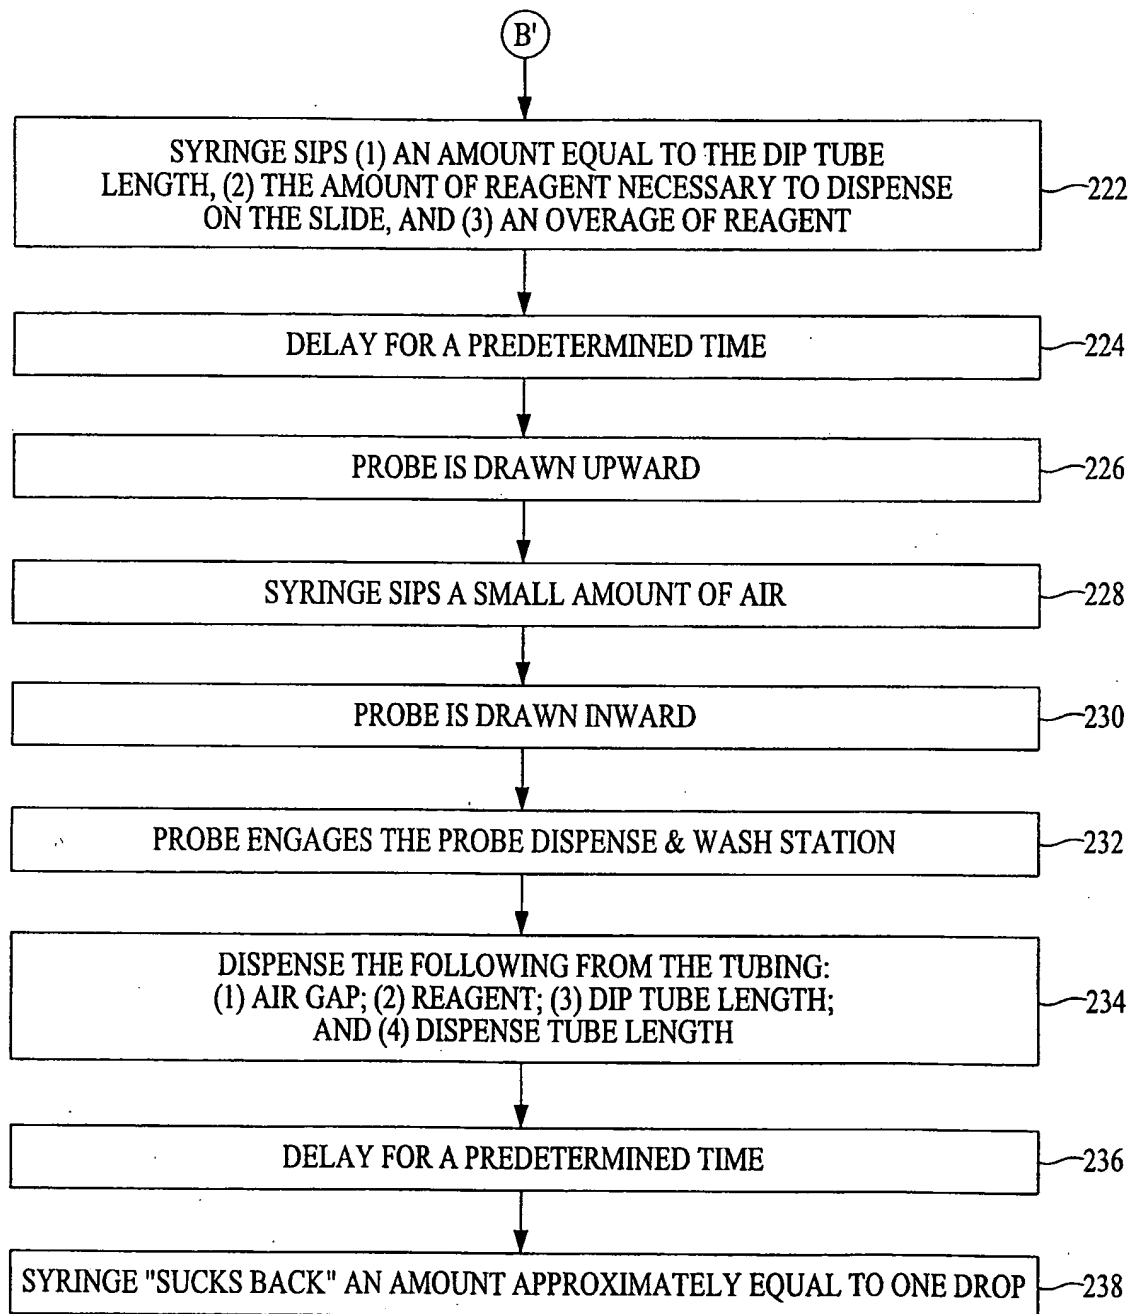 B'
SYRINGE SIPS (1) AN AMOUNT EQUAL TO THE DIP TUBE
LENGTH, (2) THE AMOUNT OF REAGENT NECESSARY TO DISPENSE
ON THE SLIDE, AND (3) AN OVERAGE OF REAGENT
222
DELAY FOR A PREDETERMINED TIME
224
PROBE IS DRAWN UPWARD
226
SYRINGE SIPS A SMALL AMOUNT OF AIR
228
PROBE IS DRAWN INWARD
230
PROBE ENGAGES THE PROBE DISPENSE & WASH STATION
232
DISPENSE THE FOLLOWING FROM THE TUBING:
(1) AIR GAP; (2) REAGENT; (3) DIP TUBE LENGTH;
AND (4) DISPENSE TUBE LENGTH
234
DELAY FOR A PREDETERMINED TIME
236
SYRINGE "SUCKS BACK" AN AMOUNT APPROXIMATELY EQUAL TO ONE DROP
238